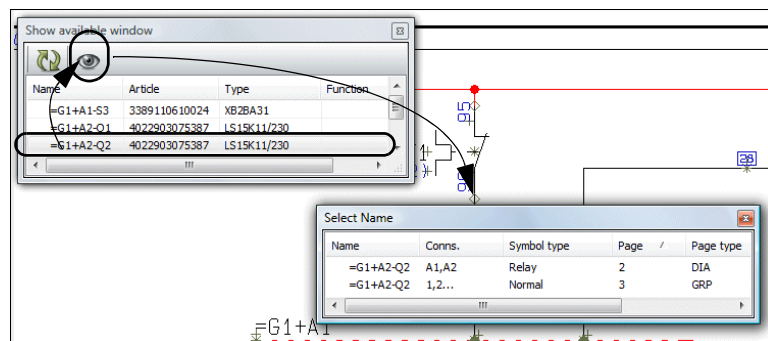 Show available window
Name Article Type Function
=G1+A1-S3 3389110610024 XB2BA31
=G1+A2-O1 4022903075387 LS15K11/230
=G1+A2-Q2 4022903075387 LS15K11/230
95
96
28
Select Name
Name Conns. Symbol type Page / Page type
=G1+A2-Q2 A1,A2 Relay 2 DIA
=G1+A2-Q2 1,2... Normal 3 GRP
=G1+A1